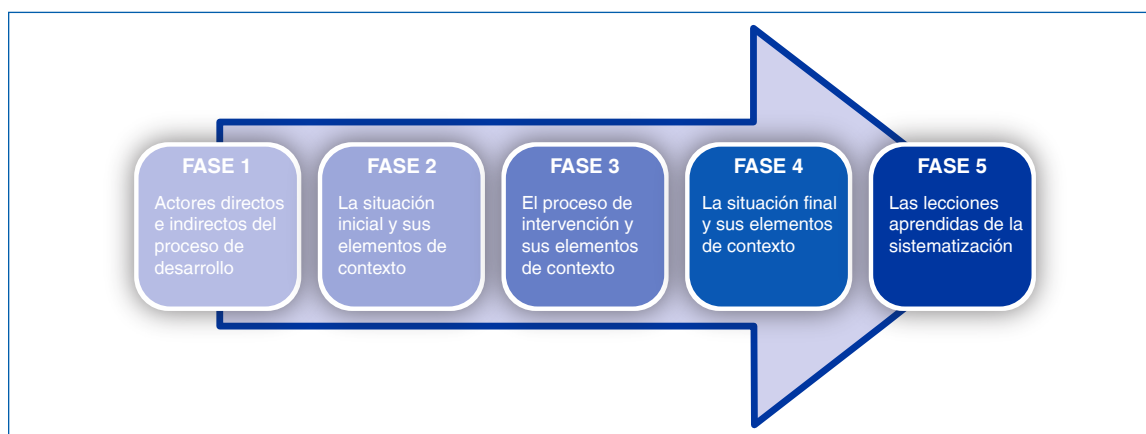 FASE 1
Actores directos
e indirectos del
proceso de
desarrollo
FASE 2
La situación
inicial y sus
elementos de
contexto
FASE 3
El proceso de
intervención y
sus elementos
de contexto
FASE 4
La situación final
y sus elementos
de contexto
FASE 5
Las lecciones
aprendidas de la
sistematización